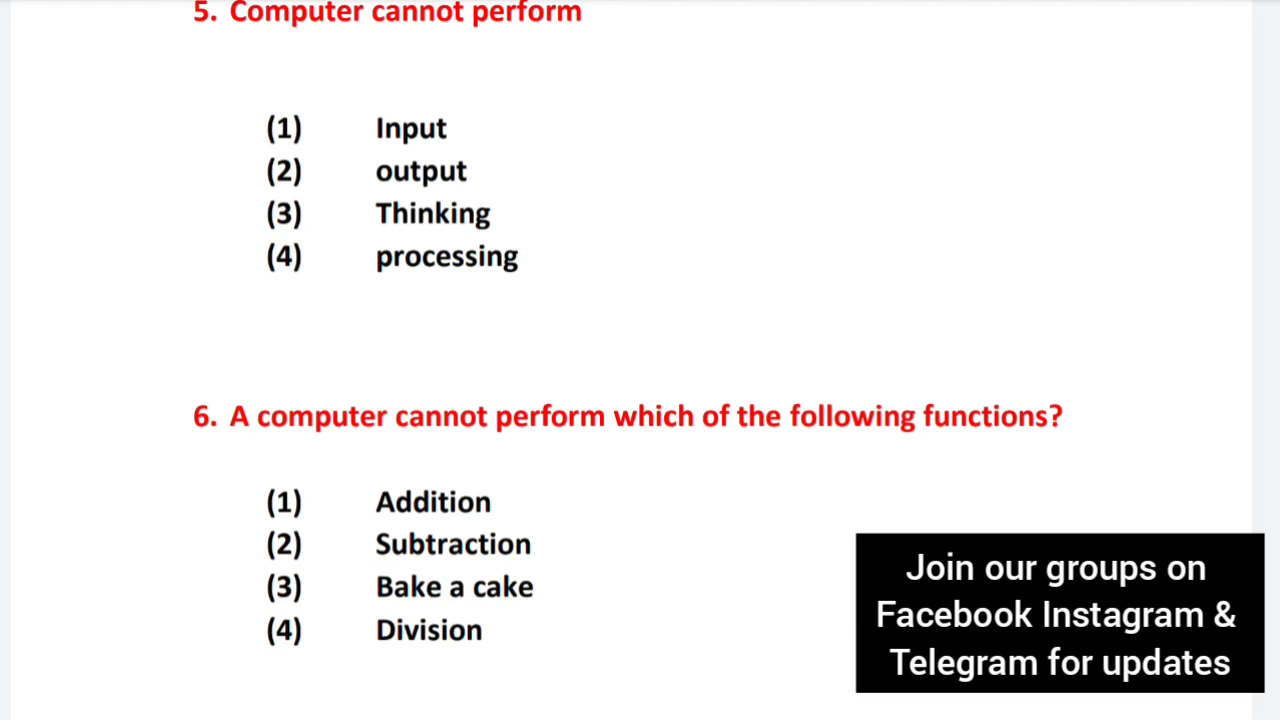 5. Computer cannot perform
(1) Input
(2) output
(3) Thinking
(4) processing
6. A computer cannot perform which of the following functions?
(1) Addition
(2) Subtraction
(3) Bake a cake
(4) Division
Join our groups on
Facebook Instagram &
Telegram for updates